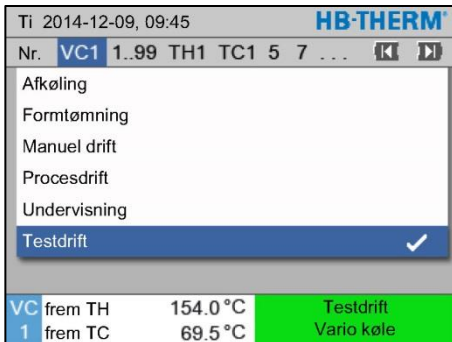 Ti 2014-12-09, 09:45 HB-THERM®
Nr. VC1 1..99 TH1 TC1 5 7 ...
Afkøling
Formtømning
Manuel drift
Procesdrift
Undervisning
Testdrift
VC frem TH 154.0 °C Testdrift
1 frem TC 69.5 °C Vario køle